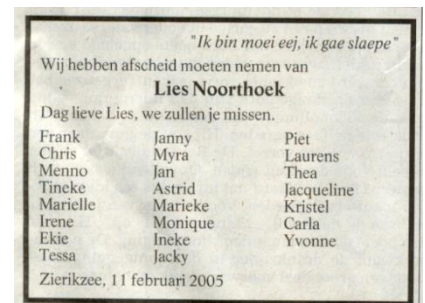 "Ik bin moei eej, ik gae slaepe"
Wij hebben afscheid moeten nemen van
Lies Noorthoek
Dag lieve Lies, we zullen je missen.
Frank Janny Piet
Chris Myra Laurens
Menno Jan Thea
Tineke Astrid Jacqueline
Marielle Marieke Kristel
Irene Monique Carla
Ekie Ineke Yvonne
Tessa Jacky
Zierikzee, 11 februari 2005